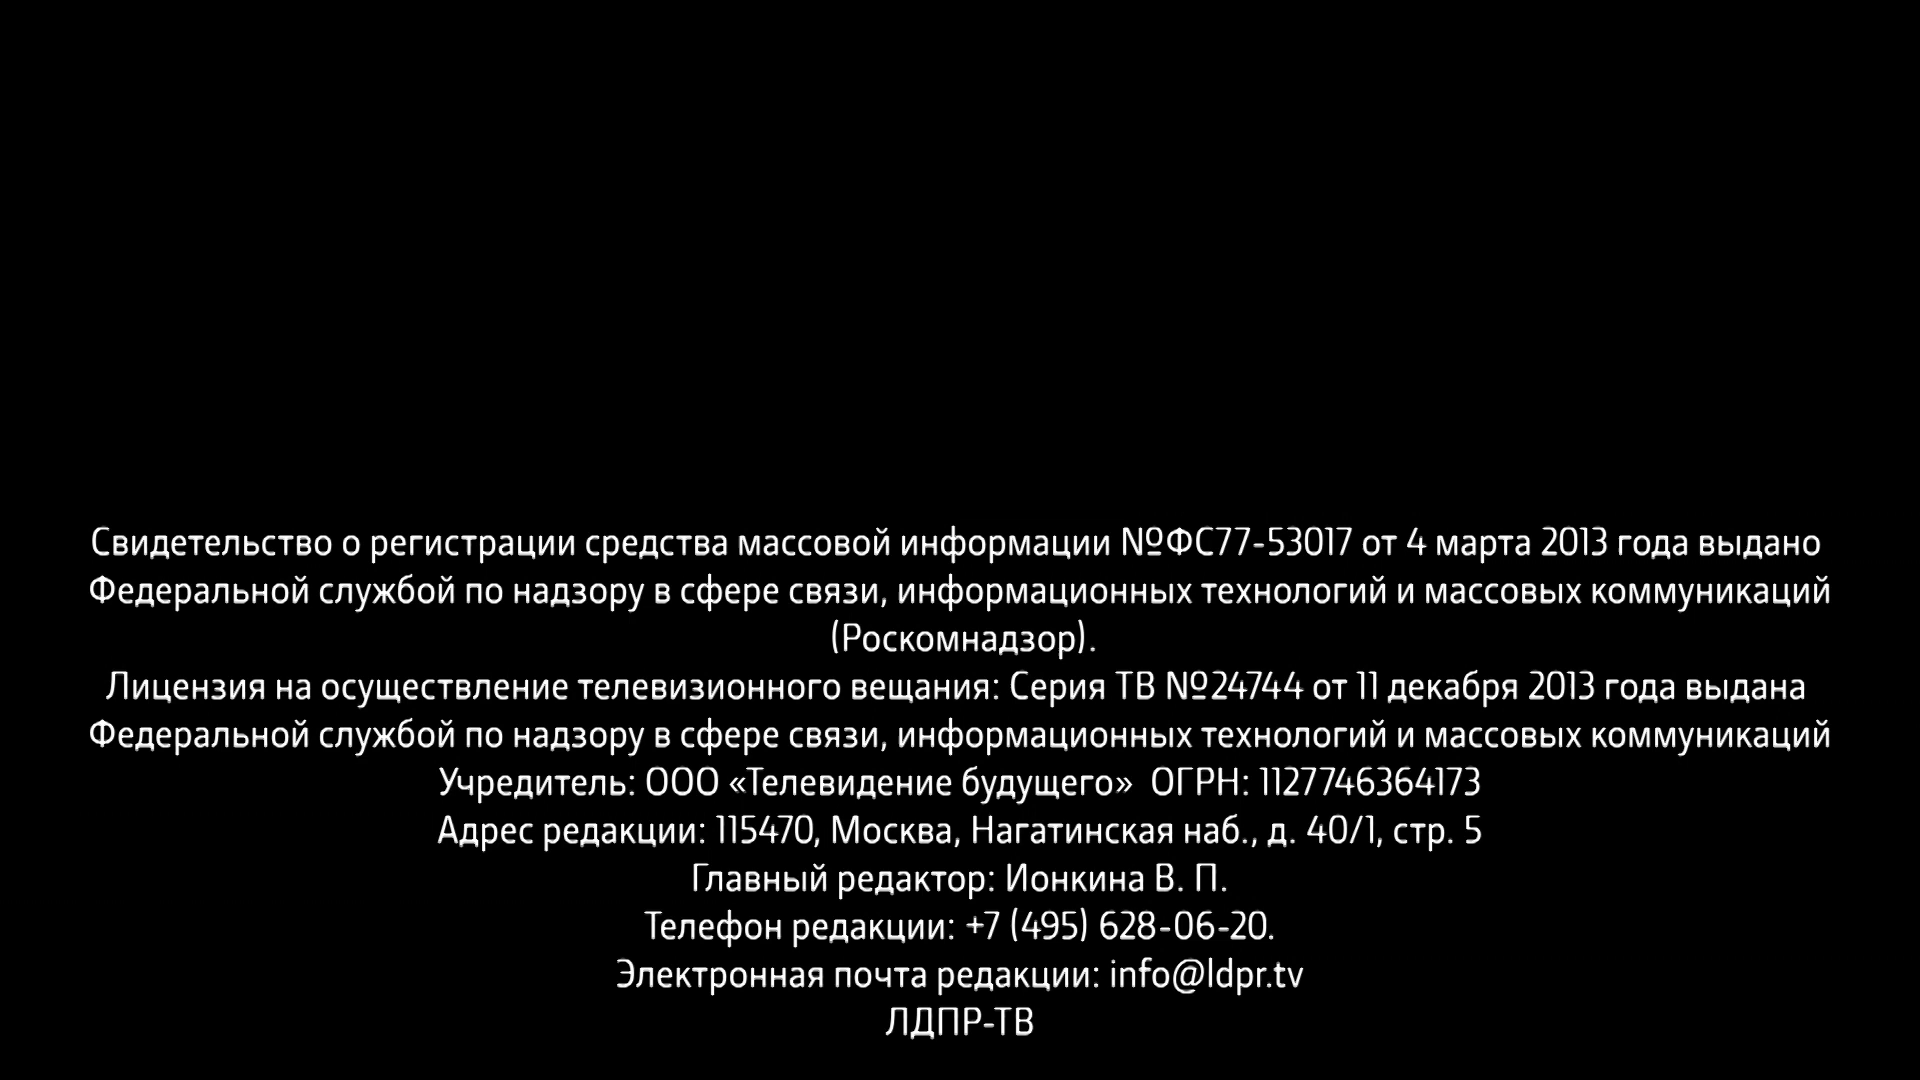 Свидетельство о регистрации средства массовой информации №ФС77-53017 от 4 марта 2013 года выдано
Федеральной службой по надзору в сфере связи, информационных технологий и массовых коммуникаций
(Роскомнадзор).
Лицензия на осуществление телевизионного вещания: Серия ТВ №24744 от 11 декабря 2013 года выдана
Федеральной службой по надзору в сфере связи, информационных технологий и массовых коммуникаций
Учредитель: ООО «Телевидение будущего» ОГРН: 1127746364173
Адрес редакции: 115470, Москва, Нагатинская наб., д. 40/1, стр. 5
Главный редактор: Ионкина В. П.
Телефон редакции: +7 (495) 628-06-20.
Электронная почта редакции: info@ldpr.tv
ЛДПР-ТВ